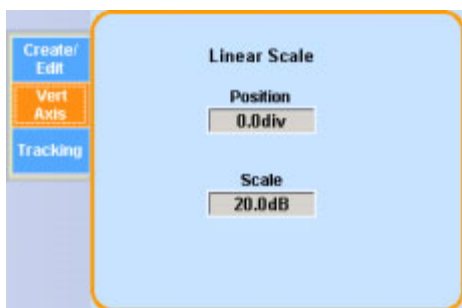 Create/
Edit
Vert
Axis
Tracking
Linear Scale
Position
0.0div
Scale
20.0dB